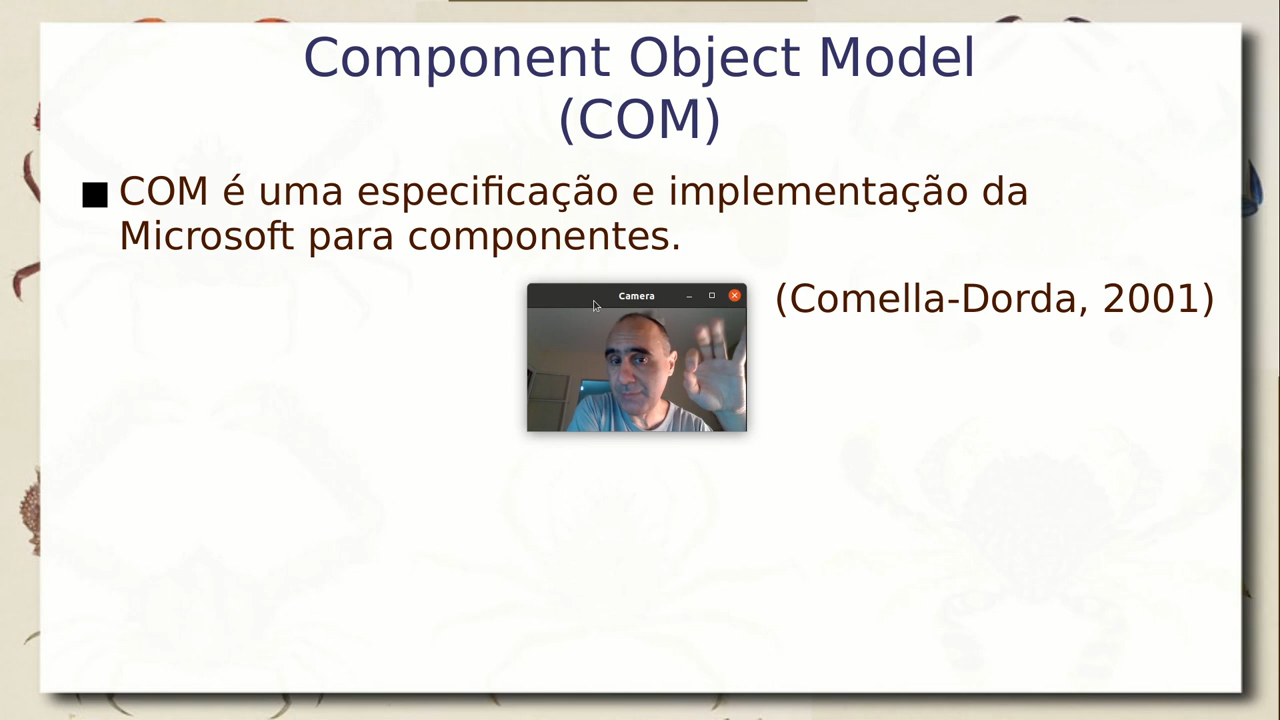 Component Object Model
(COM)
COM é uma especificação e implementação da
Microsoft para componentes.
(Comella-Dorda, 2001)
Camera